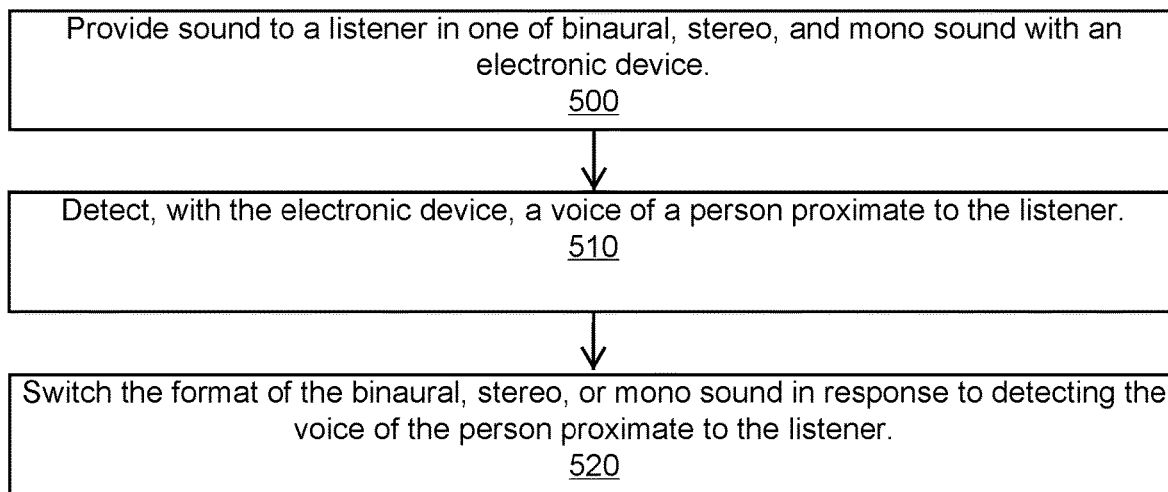 Provide sound to a listener in one of binaural, stereo, and mono sound with an
electronic device.
500
Detect, with the electronic device, a voice of a person proximate to the listener.
510
Switch the format of the binaural, stereo, or mono sound in response to detecting the
voice of the person proximate to the listener.
520